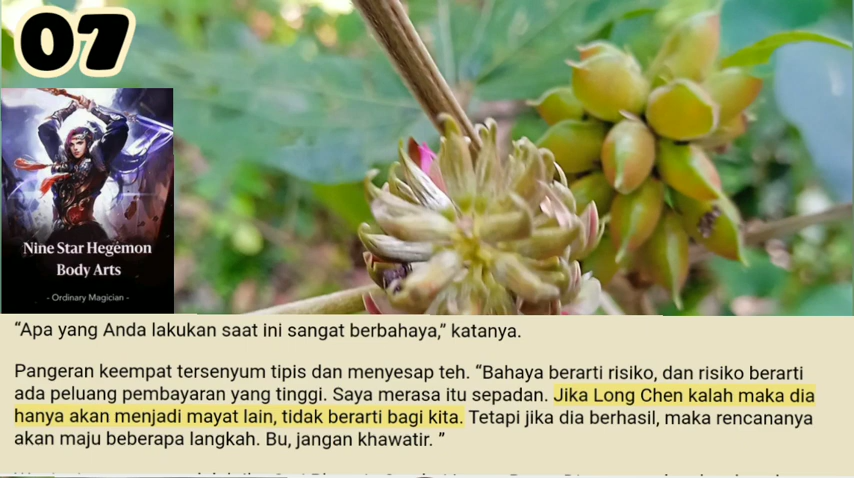 07
Nine Star Hegemon
Body Arts
- Ordinary Magician -
“Apa yang Anda lakukan saat ini sangat berbahaya,” katanya.
Pangeran keempat tersenyum tipis dan menyesap teh. “Bahaya berarti risiko, dan risiko berarti
ada peluang pembayaran yang tinggi. Saya merasa itu sepadan. Jika Long Chen kalah maka dia
hanya akan menjadi mayat lain, tidak berarti bagi kita. Tetapi jika dia berhasil, maka rencananya
akan maju beberapa langkah. Bu, jangan khawatir. ”